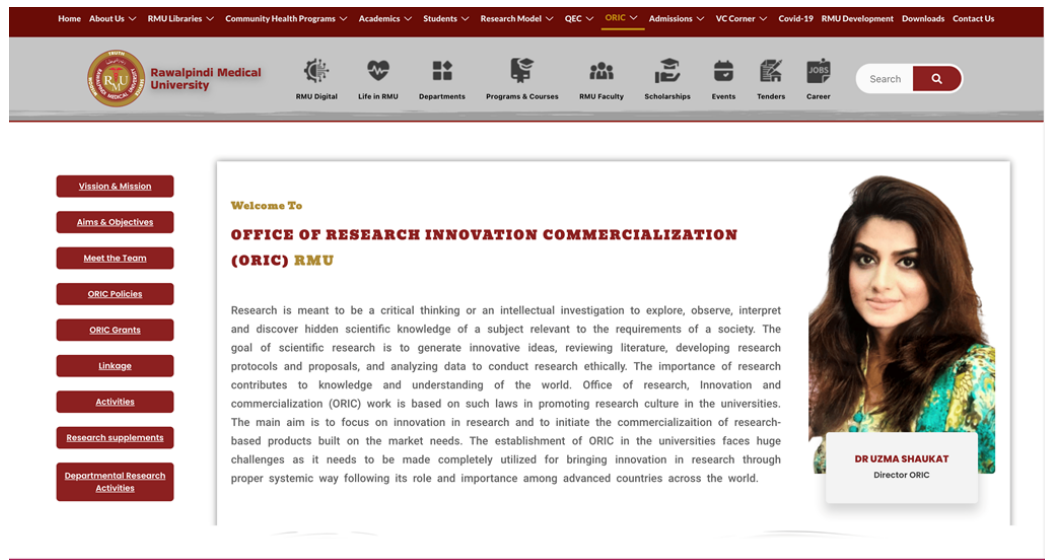 Home About Us RMU Libraries Community Health Programs Academics Students Research Model QEC ORIC Admissions VC Corner Covid-19 RMU Development Downloads Contact Us
Rawalpindi Medical
University
RMU
RMU Digital Life in RMU Departments Programs & Courses RMU Faculty Scholarships Events Tenders JOBS Career Search
Vission & Mission
Aims & Objectives
Meet the Team
ORIC Policies
ORIC Grants
Linkage
Activities
Research supplements
Departmental Research
Activities
Welcome To
OFFICE OF RESEARCH INNOVATION COMMERCIALIZATION
(ORIC) RMU
Research is meant to be a critical thinking or an intellectual investigation to explore, observe, interpret
and discover hidden scientific knowledge of a subject relevant to the requirements of a society. The
goal of scientific research is to generate innovative ideas, reviewing literature, developing research
protocols and proposals, and analyzing data to conduct research ethically. The importance of research
contributes to knowledge and understanding of the world. Office of research, Innovation and
commercialization (ORIC) work is based on such laws in promoting research culture in the universities.
The main aim is to focus on innovation in research and to initiate the commercializaition of research-
based products built on the market needs. The establishment of ORIC in the universities faces huge
challenges as it needs to be made completely utilized for bringing innovation in research through
proper systemic way following its role and importance among advanced countries across the world.
DR UZMA SHAUKAT
Director ORIC